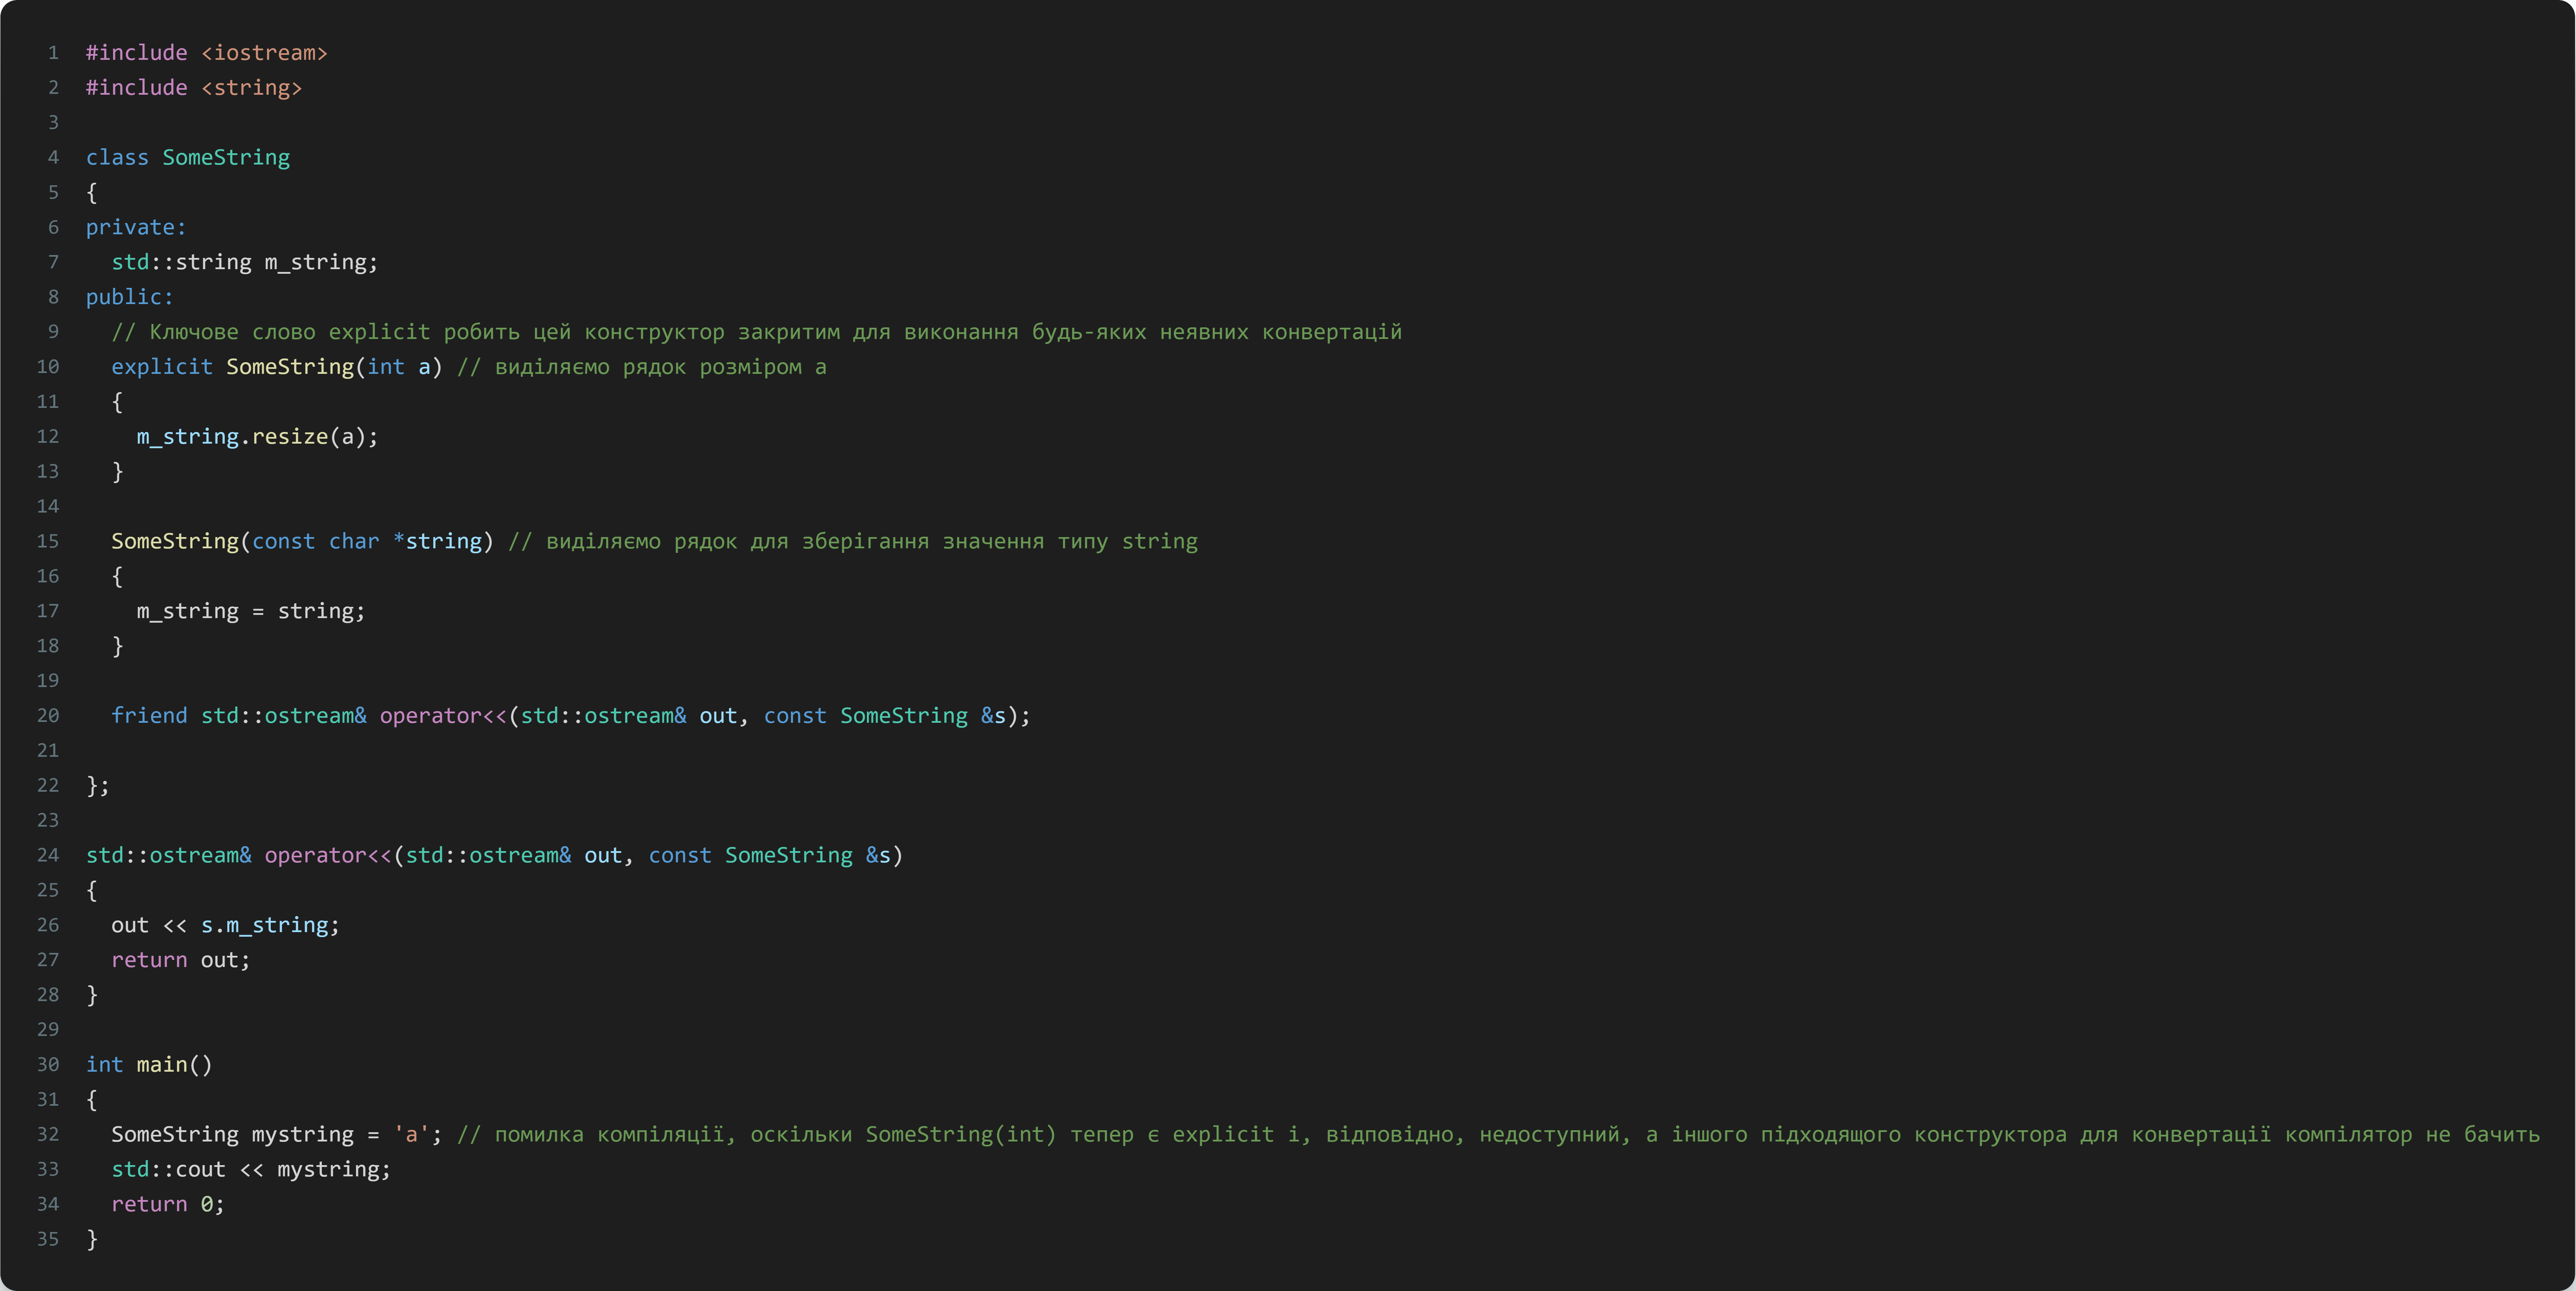 1 #include <iostream>
2 #include <string>
3
4 class SomeString
5 {
6 private:
7   std::string m_string;
8 public:
9   // Ключове слово explicit робить цей конструктор закритим для виконання будь-яких неявних конвертацій
10   explicit SomeString(int a) // виділяємо рядок розміром a
11   {
12     m_string.resize(a);
13   }
14
15   SomeString(const char *string) // виділяємо рядок для зберігання значення типу string
16   {
17     m_string = string;
18   }
19
20   friend std::ostream& operator<<(std::ostream& out, const SomeString &s);
21
22 };
23
24 std::ostream& operator<<(std::ostream& out, const SomeString &s)
25 {
26   out << s.m_string;
27   return out;
28 }
29
30 int main()
31 {
32   SomeString mystring = 'a'; // помилка компіляції, оскільки SomeString(int) тепер є explicit і, відповідно, недоступний, а іншого підходящого конструктора для конвертації компілятор не бачить
33   std::cout << mystring;
34   return 0;
35 }